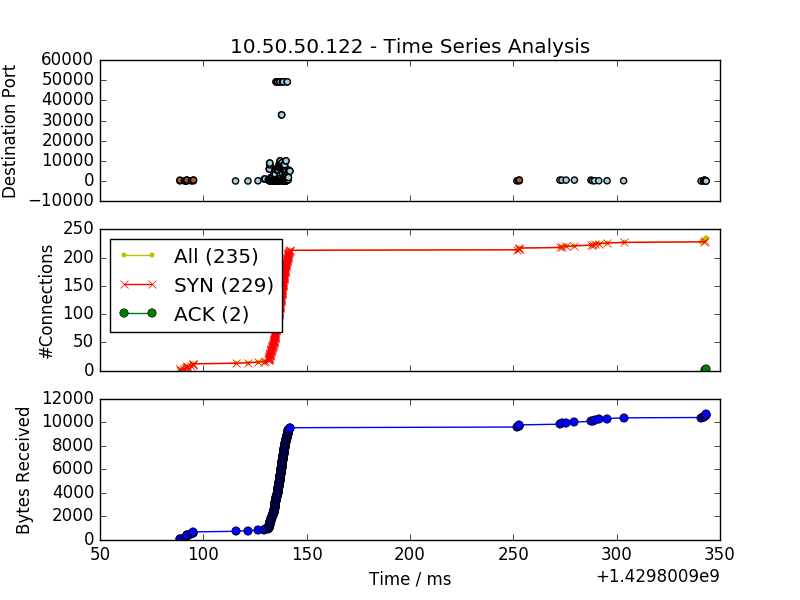 10.50.50.122 - Time Series Analysis
Destination Port
60000
50000
40000
30000
20000
10000
0
−10000
#Connections
250
200
150
100
50
0
All (235)
SYN (229)
ACK (2)
Bytes Received
12000
10000
8000
6000
4000
2000
0
50 100 150 200 250 300 350
Time / ms
+1.4298009e9